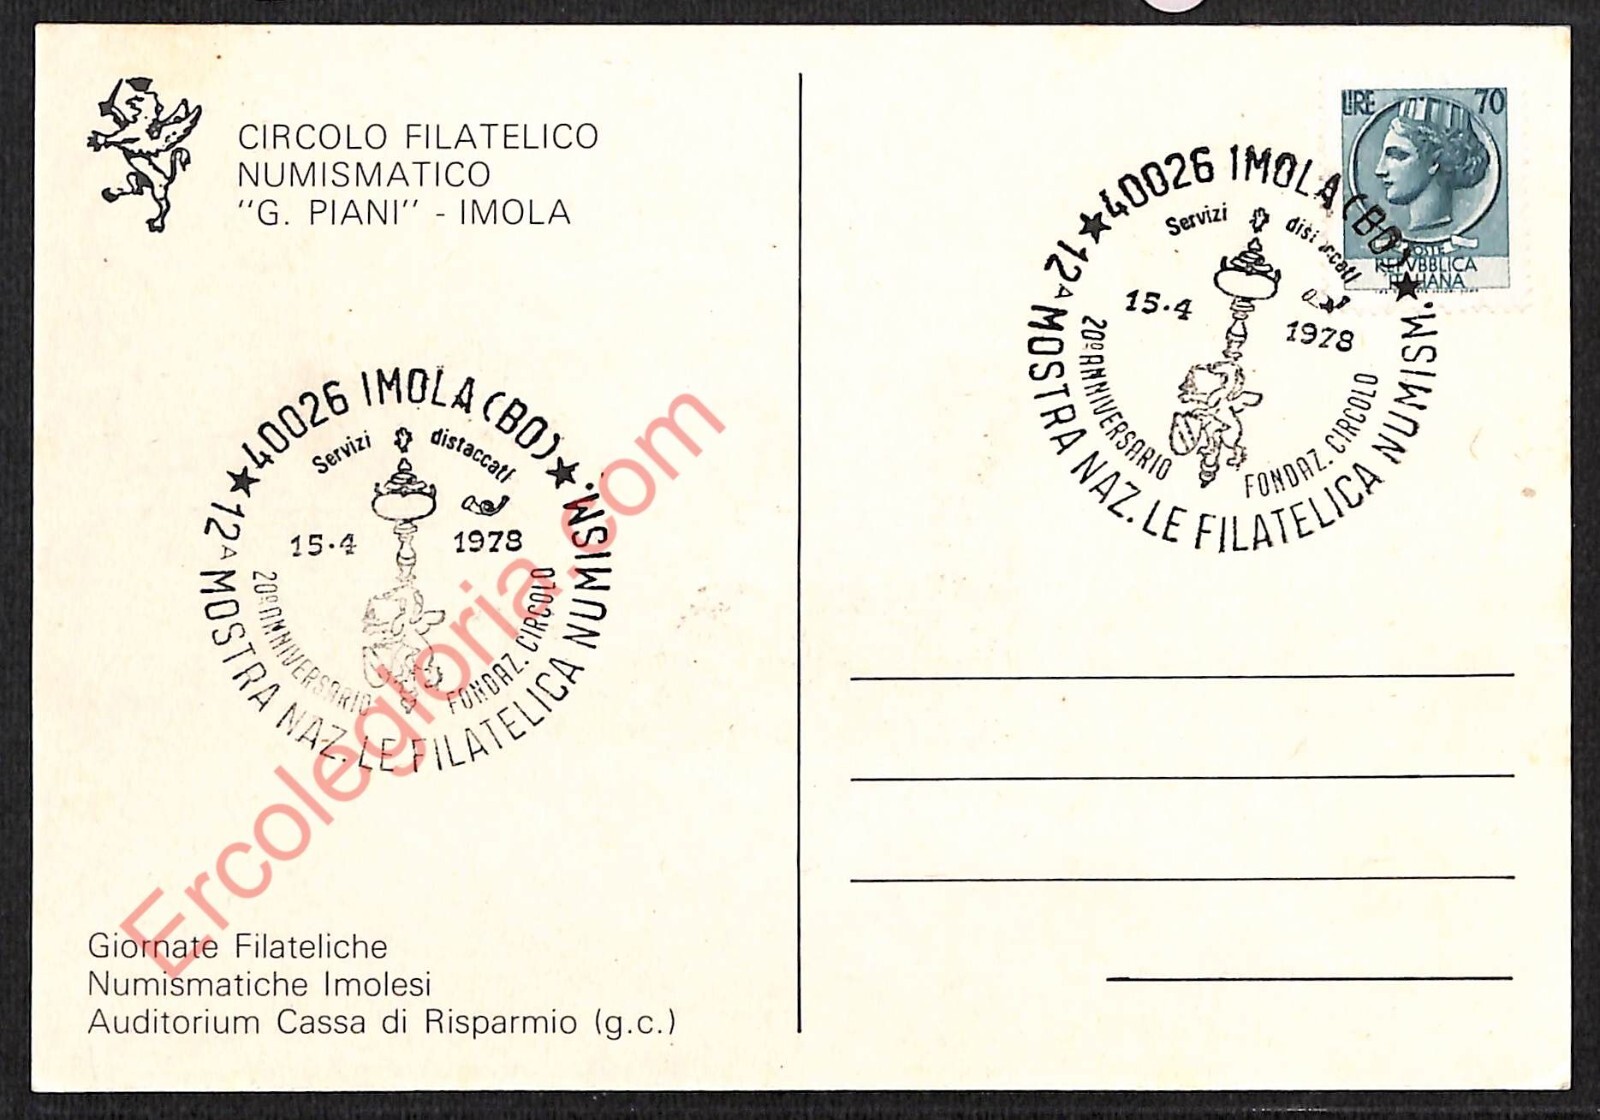 CIRCOLO FILATELICO
NUMISMATICO
"G. PIANI" - IMOLA
LIRE 70
POSTE
REPVBBLICA
ITALIANA
★ 40026 IMOLA (BO) ★
Servizi distaccati
15.4 1978
20º ANNIVERSARIO FONDAZ. CIRCOLO
12ᴬ MOSTRA NAZ. LE FILATELICA NUMISM.
★ 40026 IMOLA (BO) ★
Servizi distaccati
15.4 1978
20º ANNIVERSARIO FONDAZ. CIRCOLO
12ᴬ MOSTRA NAZ. LE FILATELICA NUMISM.
Ercolegloria.com
Giornate Filateliche
Numismatiche Imolesi
Auditorium Cassa di Risparmio (g.c.)